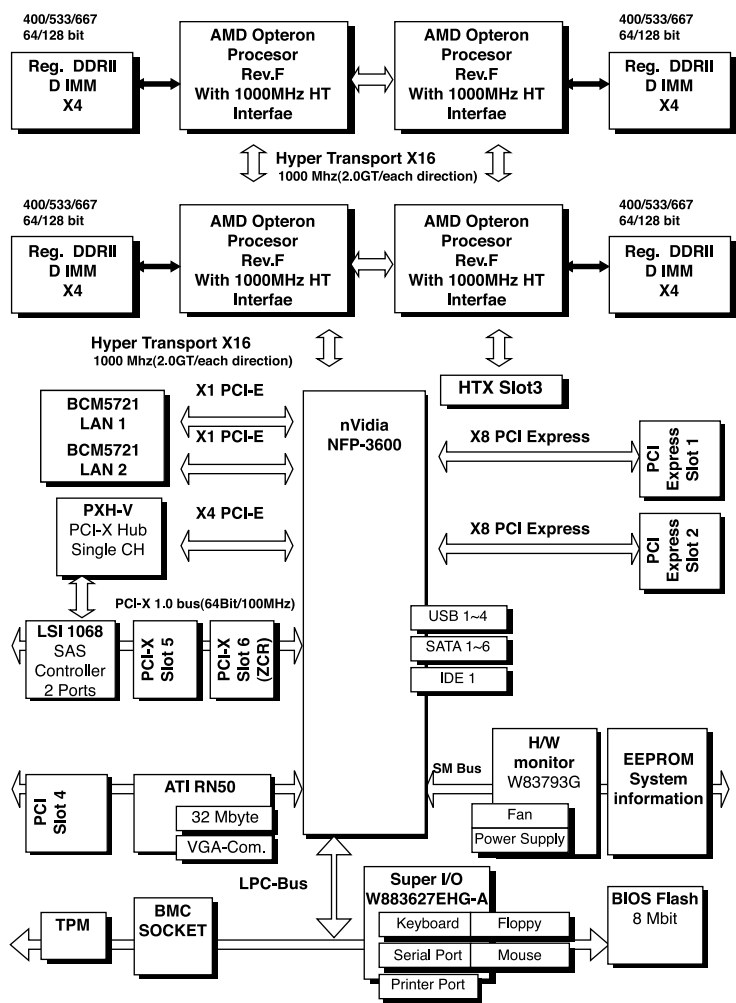 400/533/667
64/128 bit
Reg. DDRII
D IMM
X4
AMD Opteron
Procesor
Rev.F
With 1000MHz HT
Interfae
AMD Opteron
Procesor
Rev.F
With 1000MHz HT
Interfae
400/533/667
64/128 bit
Reg. DDRII
D IMM
X4
Hyper Transport X16
1000 Mhz(2.0GT/each direction)
400/533/667
64/128 bit
Reg. DDRII
D IMM
X4
AMD Opteron
Procesor
Rev.F
With 1000MHz HT
Interfae
AMD Opteron
Procesor
Rev.F
With 1000MHz HT
Interfae
400/533/667
64/128 bit
Reg. DDRII
D IMM
X4
Hyper Transport X16
1000 Mhz(2.0GT/each direction)
HTX Slot3
BCM5721
LAN 1
BCM5721
LAN 2
X1 PCI-E
X1 PCI-E
nVidia
NFP-3600
X8 PCI Express
PCI
Express
Slot 1
PXH-V
PCI-X Hub
Single CH
X4 PCI-E
X8 PCI Express
PCI
Express
Slot 2
PCI-X 1.0 bus(64Bit/100MHz)
LSI 1068
SAS
Controller
2 Ports
PCI-X
Slot 5
PCI-X
Slot 6
(ZCR)
USB 1~4
SATA 1~6
IDE 1
PCI
Slot 4
ATI RN50
32 Mbyte
VGA-Com.
SM Bus
H/W
monitor
W83793G
Fan
Power Supply
EEPROM
System
information
LPC-Bus
TPM
BMC
SOCKET
Super I/O
W883627EHG-A
Keyboard
Floppy
Serial Port
Mouse
Printer Port
BIOS Flash
8 Mbit